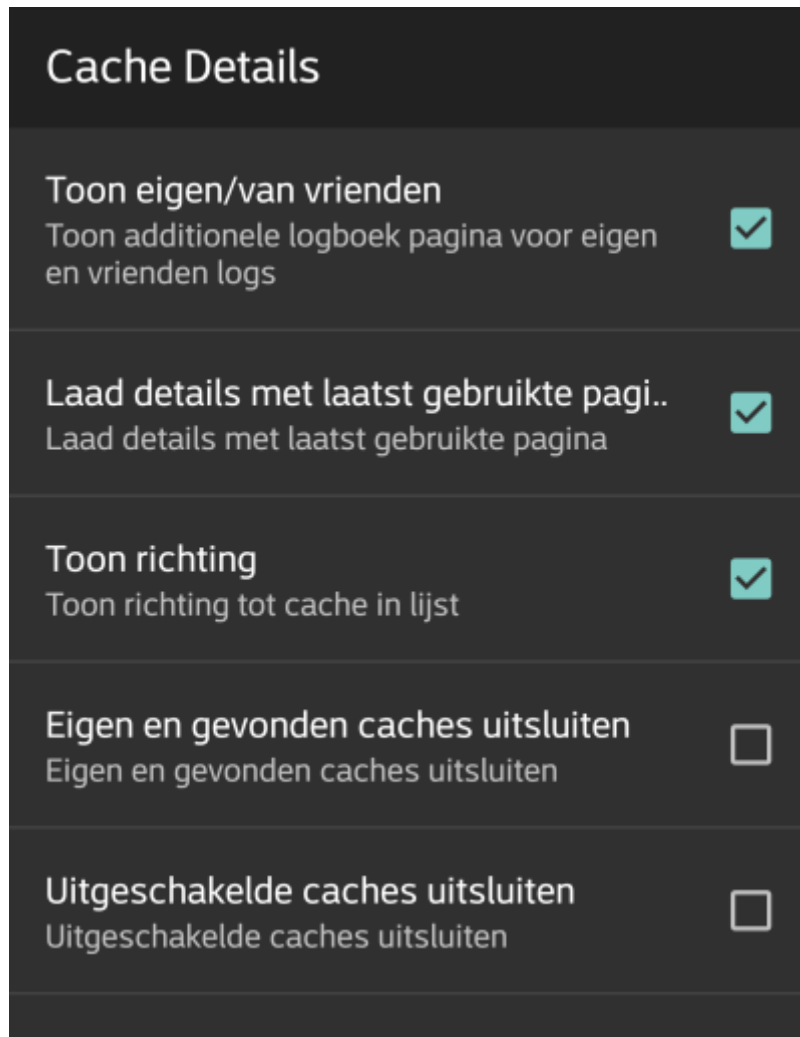 Cache Details
Toon eigen/van vrienden
Toon additionele logboek pagina voor eigen
en vrienden logs
Laad details met laatst gebruikte pagi..
Laad details met laatst gebruikte pagina
Toon richting
Toon richting tot cache in lijst
Eigen en gevonden caches uitsluiten
Eigen en gevonden caches uitsluiten
Uitgeschakelde caches uitsluiten
Uitgeschakelde caches uitsluiten